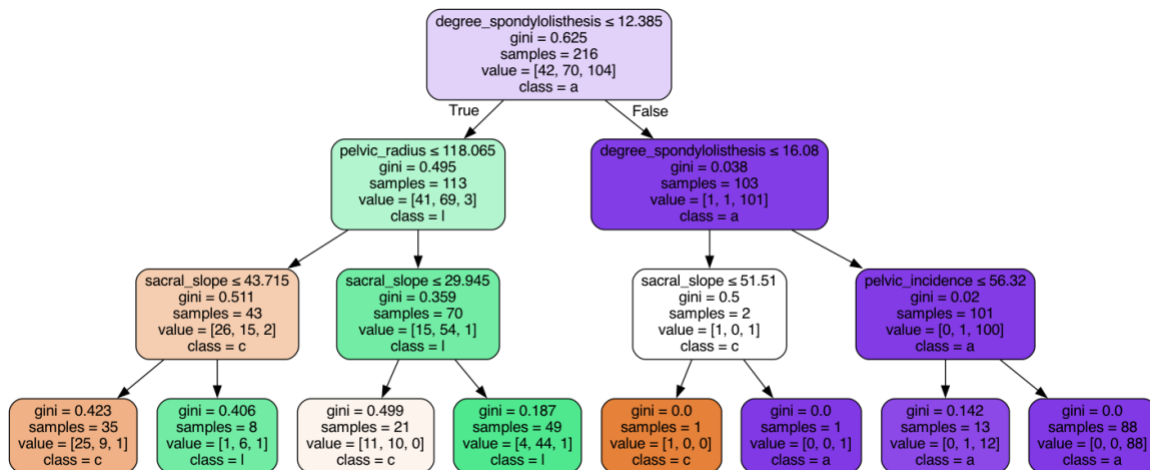 degree_spondylolisthesis ≤ 12.385
gini = 0.625
samples = 216
value = [42, 70, 104]
class = a
True
False
pelvic_radius ≤ 118.065
gini = 0.495
samples = 113
value = [41, 69, 3]
class = l
degree_spondylolisthesis ≤ 16.08
gini = 0.038
samples = 103
value = [1, 1, 101]
class = a
sacral_slope ≤ 43.715
gini = 0.511
samples = 43
value = [26, 15, 2]
class = c
sacral_slope ≤ 29.945
gini = 0.359
samples = 70
value = [15, 54, 1]
class = l
sacral_slope ≤ 51.51
gini = 0.5
samples = 2
value = [1, 0, 1]
class = c
pelvic_incidence ≤ 56.32
gini = 0.02
samples = 101
value = [0, 1, 100]
class = a
gini = 0.423
samples = 35
value = [25, 9, 1]
class = c
gini = 0.406
samples = 8
value = [1, 6, 1]
class = l
gini = 0.499
samples = 21
value = [11, 10, 0]
class = c
gini = 0.187
samples = 49
value = [4, 44, 1]
class = l
gini = 0.0
samples = 1
value = [1, 0, 0]
class = c
gini = 0.0
samples = 1
value = [0, 0, 1]
class = a
gini = 0.142
samples = 13
value = [0, 1, 12]
class = a
gini = 0.0
samples = 88
value = [0, 0, 88]
class = a